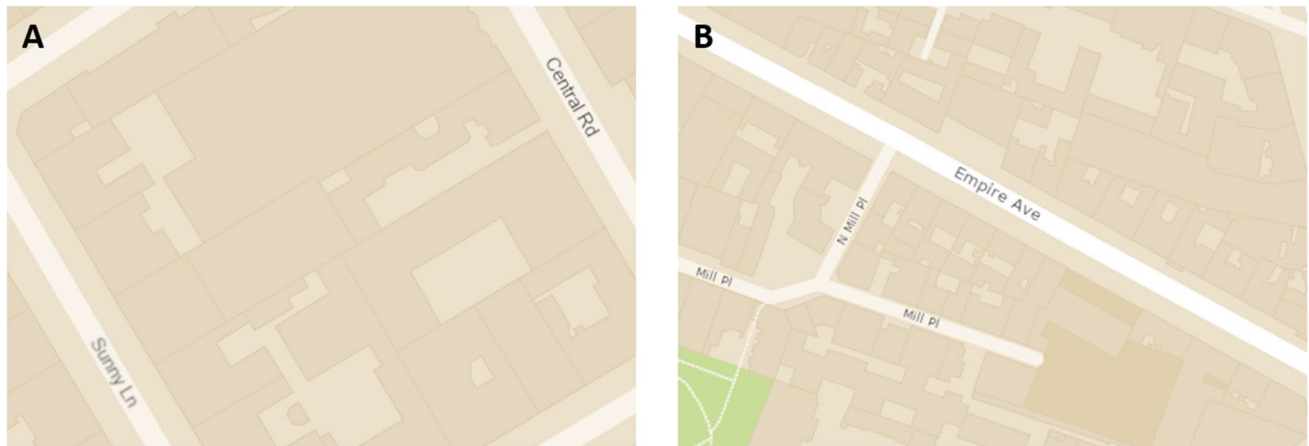 A
Central Rd
Sunny Ln
B
Empire Ave
N Mill Pl
Mill Pl
Mill Pl